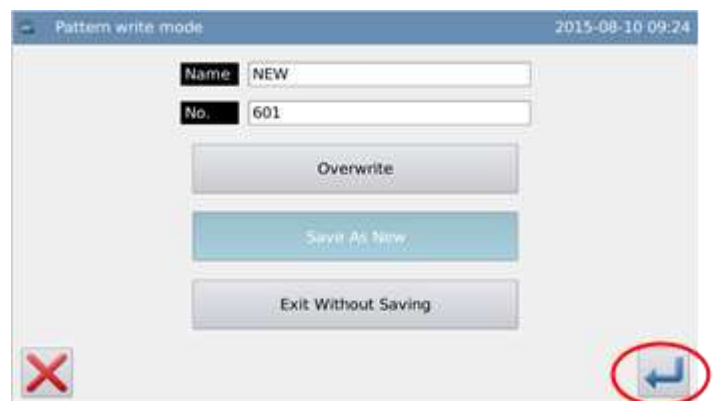 Pattern write mode 2015-08-10 09:24
Name NEW
No. 601
Overwrite
Save As New
Exit Without Saving